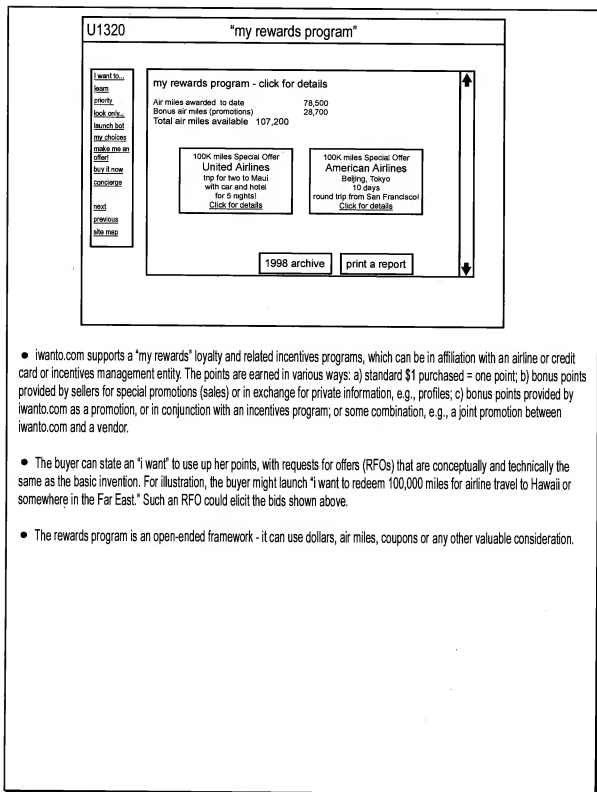 U1320 "my rewards program"
I want to...
learn
priority
look only...
launch bot
my choices
make me an
offer!
buy it now
concierge
next
previous
site map
my rewards program - click for details
Air miles awarded to date 78,500
Bonus air miles (promotions) 28,700
Total air miles available 107,200
100K miles Special Offer
United Airlines
trip for two to Maui
with car and hotel
for 5 nights!
Click for details
100K miles Special Offer
American Airlines
Beijing, Tokyo
10 days
round trip from San Francisco!
Click for details
1998 archive print a report
• iwanto.com supports a "my rewards" loyalty and related incentives programs, which can be in affiliation with an airline or credit
card or incentives management entity. The points are earned in various ways: a) standard $1 purchased = one point; b) bonus points
provided by sellers for special promotions (sales) or in exchange for private information, e.g., profiles; c) bonus points provided by
iwanto.com as a promotion, or in conjunction with an incentives program; or some combination, e.g., a joint promotion between
iwanto.com and a vendor.
• The buyer can state an "i want" to use up her points, with requests for offers (RFOs) that are conceptually and technically the
same as the basic invention. For illustration, the buyer might launch "i want to redeem 100,000 miles for airline travel to Hawaii or
somewhere in the Far East." Such an RFO could elicit the bids shown above.
• The rewards program is an open-ended framework - it can use dollars, air miles, coupons or any other valuable consideration.